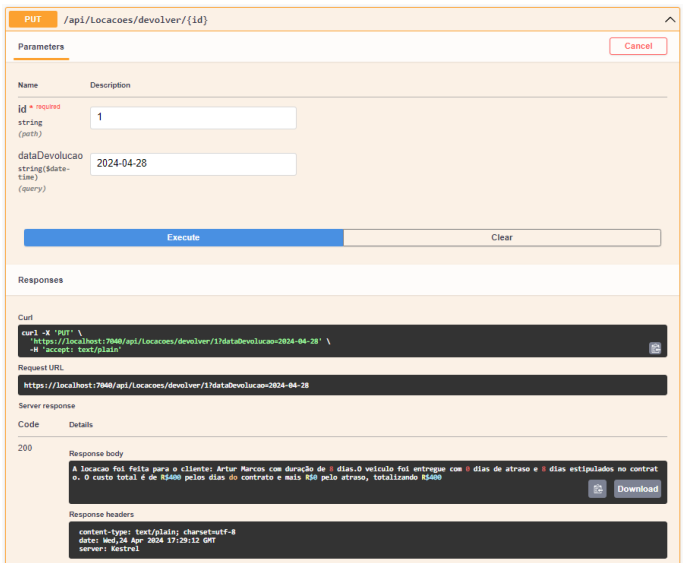 PUT /api/Locacoes/devolver/{id}
Parameters Cancel
Name Description
id * required
string
(path)
1
dataDevolucao
string($date-
time)
(query)
2024-04-28
Execute Clear
Responses
Curl
curl -X 'PUT' \
'https://localhost:7040/api/Locacoes/devolver/1?dataDevolucao=2024-04-28' \
-H 'accept: text/plain'
Request URL
https://localhost:7040/api/Locacoes/devolver/1?dataDevolucao=2024-04-28
Server response
Code Details
200
Response body
A locacao foi feita para o cliente: Artur Marcos com duração de 8 dias.O veiculo foi entregue com 0 dias de atraso e 8 dias estipulados no contrat
o. O custo total é de R$400 pelos dias do contrato e mais R$0 pelo atraso, totalizando R$400
Download
Response headers
content-type: text/plain; charset=utf-8
date: Wed,24 Apr 2024 17:29:12 GMT
server: Kestrel